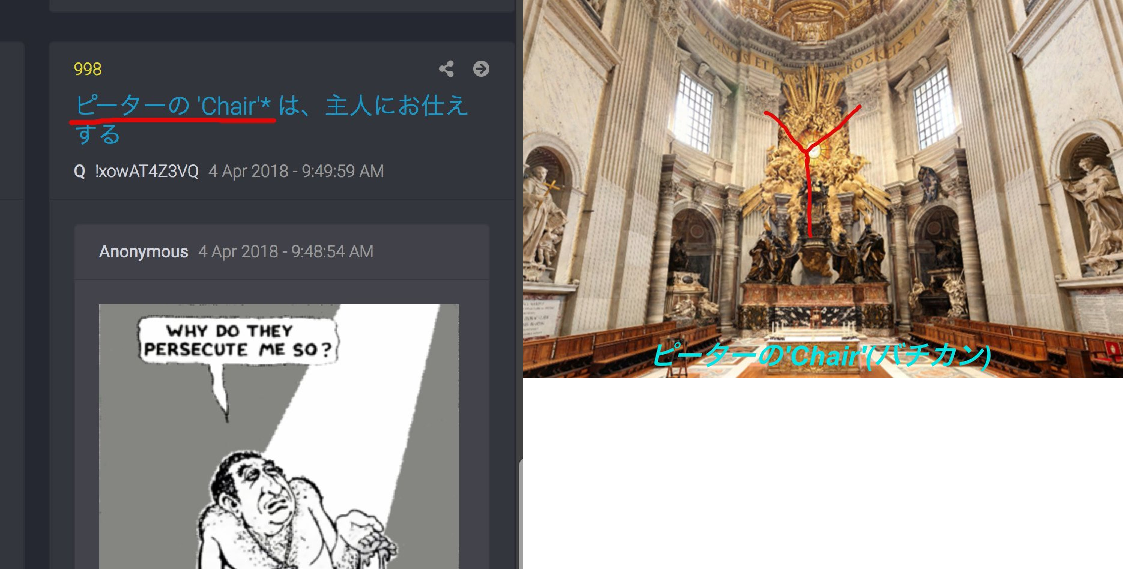 998
ピーターの 'Chair'* は、主人にお仕え
する
Q !xowAT4Z3VQ 4 Apr 2018 - 9:49:59 AM
Anonymous 4 Apr 2018 - 9:48:54 AM
WHY DO THEY
PERSECUTE ME SO?
ピーターの'Chair'(バチカン)